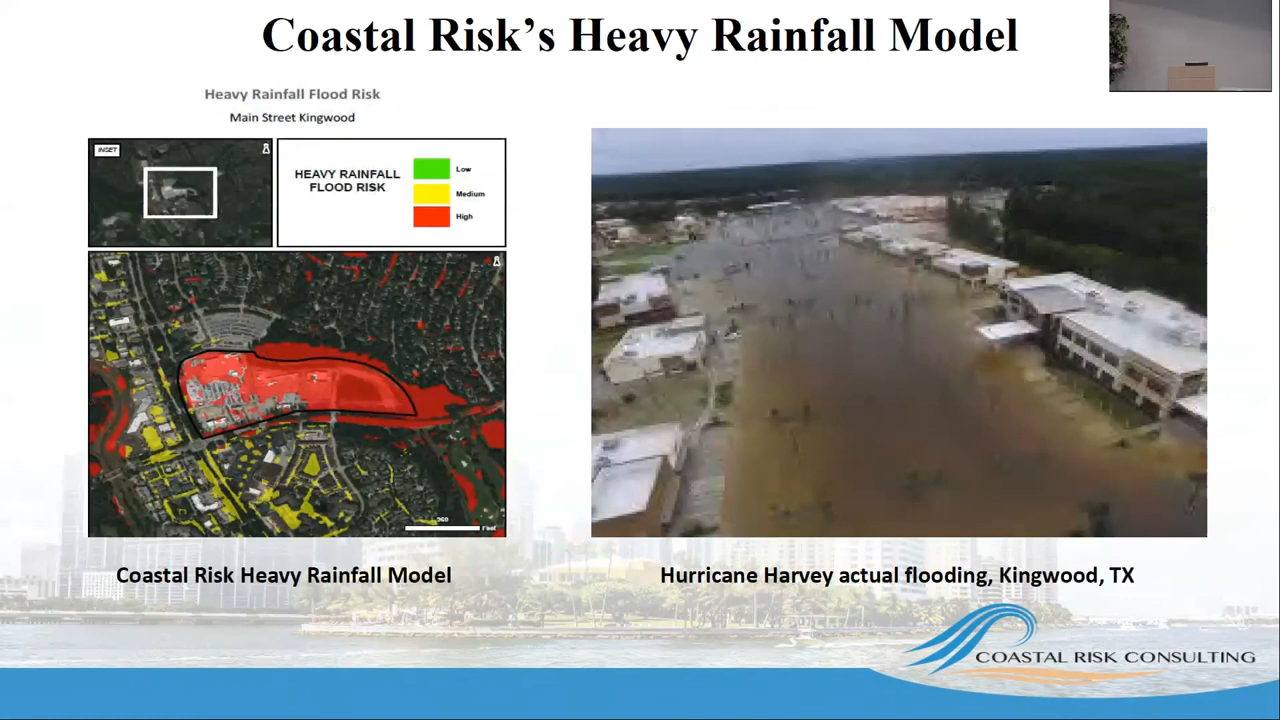 Coastal Risk’s Heavy Rainfall Model
Heavy Rainfall Flood Risk
Main Street Kingwood
INSET
HEAVY RAINFALL
FLOOD RISK
Low
Medium
High
Feet
Coastal Risk Heavy Rainfall Model
Hurricane Harvey actual flooding, Kingwood, TX
COASTAL RISK CONSULTING